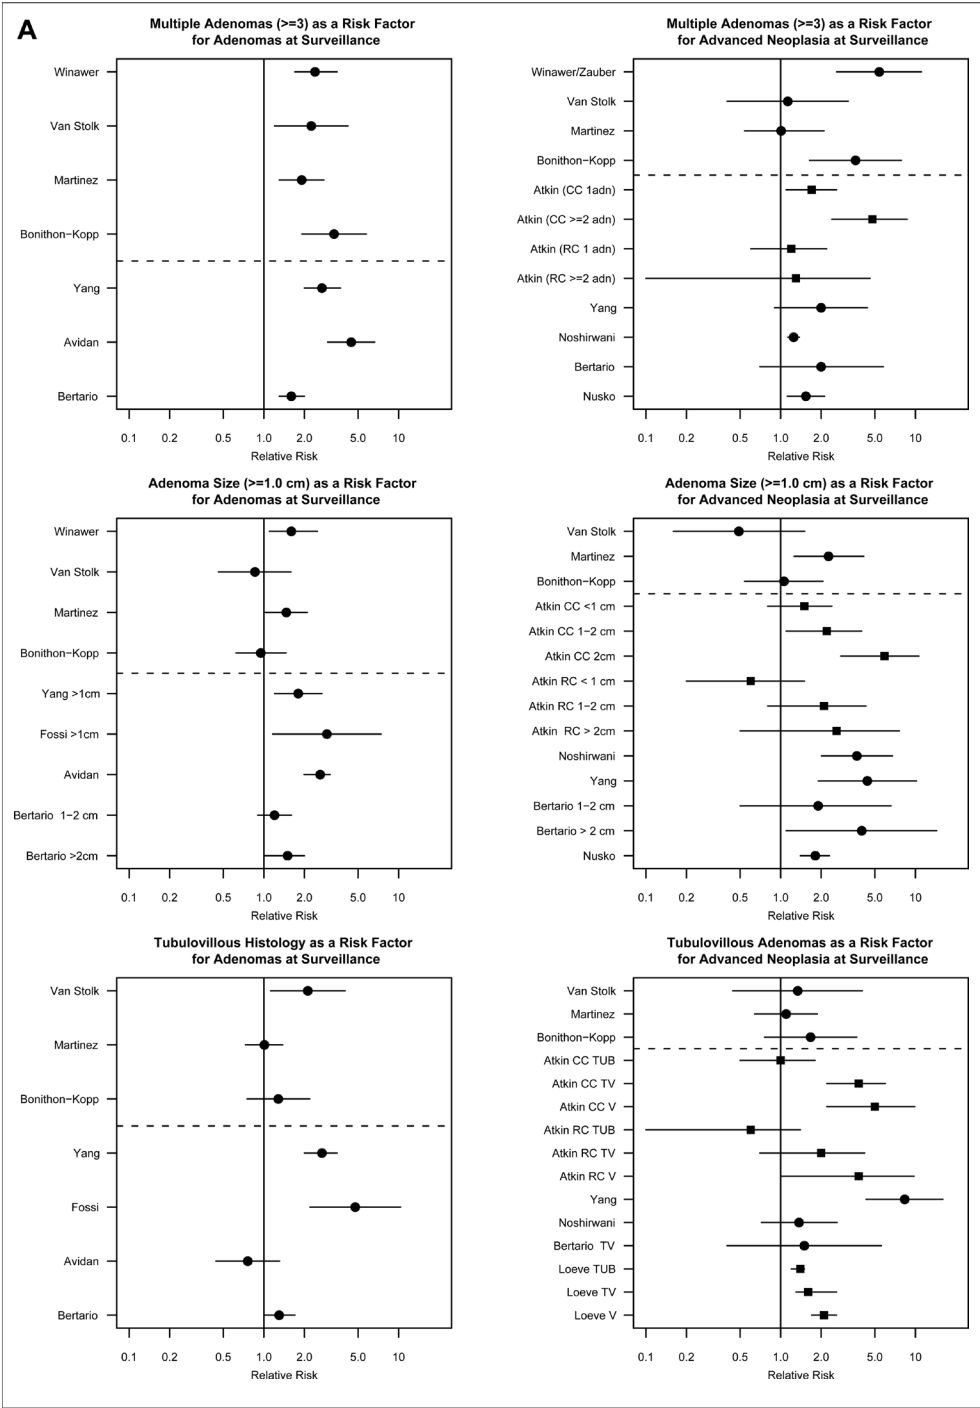 A
Multiple Adenomas (>=3) as a Risk Factor
for Adenomas at Surveillance
Winawer
Van Stolk
Martinez
Bonithon−Kopp
Yang
Avidan
Bertario
0.1 0.2 0.5 1.0 2.0 5.0 10
Relative Risk
Multiple Adenomas (>=3) as a Risk Factor
for Advanced Neoplasia at Surveillance
Winawer/Zauber
Van Stolk
Martinez
Bonithon−Kopp
Atkin (CC 1adn)
Atkin (CC >=2 adn)
Atkin (RC 1 adn)
Atkin (RC >=2 adn)
Yang
Noshirwani
Bertario
Nusko
0.1 0.2 0.5 1.0 2.0 5.0 10
Relative Risk
Adenoma Size (>=1.0 cm) as a Risk Factor
for Adenomas at Surveillance
Winawer
Van Stolk
Martinez
Bonithon−Kopp
Yang >1cm
Fossi >1cm
Avidan
Bertario 1−2 cm
Bertario >2cm
0.1 0.2 0.5 1.0 2.0 5.0 10
Relative Risk
Adenoma Size (>=1.0 cm) as a Risk Factor
for Advanced Neoplasia at Surveillance
Van Stolk
Martinez
Bonithon−Kopp
Atkin CC <1 cm
Atkin CC 1−2 cm
Atkin CC 2cm
Atkin RC < 1 cm
Atkin RC 1−2 cm
Atkin RC > 2cm
Noshirwani
Yang
Bertario 1−2 cm
Bertario > 2 cm
Nusko
0.1 0.2 0.5 1.0 2.0 5.0 10
Relative Risk
Tubulovillous Histology as a Risk Factor
for Adenomas at Surveillance
Van Stolk
Martinez
Bonithon−Kopp
Yang
Fossi
Avidan
Bertario
0.1 0.2 0.5 1.0 2.0 5.0 10
Relative Risk
Tubulovillous Adenomas as a Risk Factor
for Advanced Neoplasia at Surveillance
Van Stolk
Martinez
Bonithon−Kopp
Atkin CC TUB
Atkin CC TV
Atkin CC V
Atkin RC TUB
Atkin RC TV
Atkin RC V
Yang
Noshirwani
Bertario TV
Loeve TUB
Loeve TV
Loeve V
0.1 0.2 0.5 1.0 2.0 5.0 10
Relative Risk